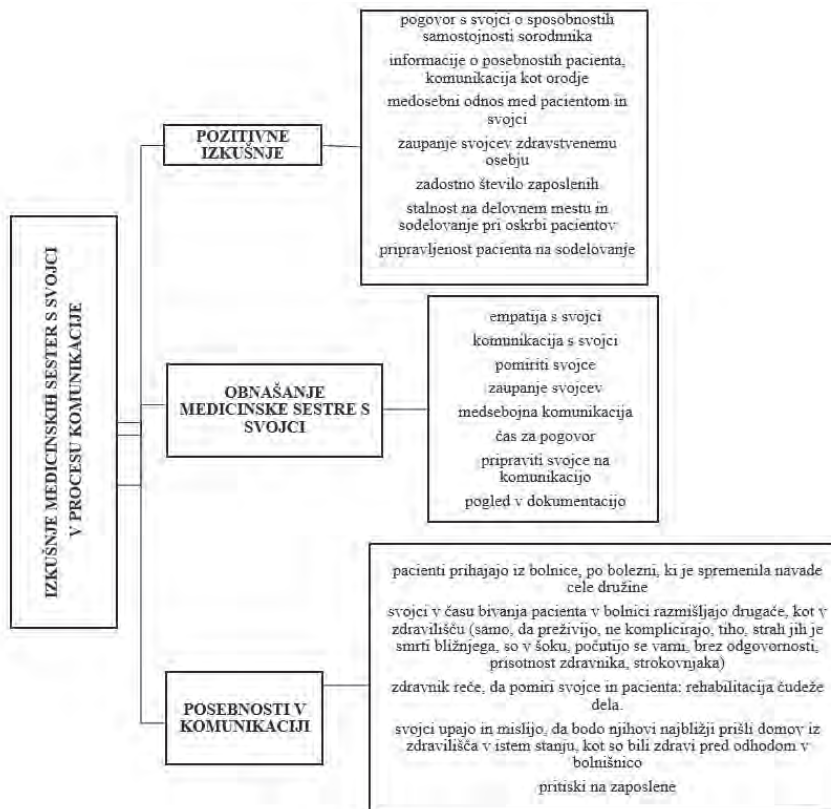 IZKUŠNJE MEDICINSKIH SESTER S SVOJCI
V PROCESU KOMUNIKACIJE
POZITIVNE
IZKUŠNJE
pogovor s svojci o sposobnostih
samostojnosti sorodnnika
informacije o posebnostih pacienta,
komunikacija kot orodje
medosebni odnos med pacientom in
svojci
zaupanje svojcev zdravstvenemu
osebju
zadostno število zaposlenih
stalnost na delovnem mestu in
sodelovanje pri oskrbi pacientov
pripravljenost pacienta na sodelovanje
OBNAŠANJE
MEDICINSKE SESTRE S
SVOJCI
empatija s svojci
komunikacija s svojci
pomiriti svojce
zaupanje svojcev
medsebojna komunikacija
čas za pogovor
pripraviti svojce na
komunikacijo
pogled v dokumentacijo
POSEBNOSTI V
KOMUNIKACIJI
pacienti prihajajo iz bolnice, po bolezni, ki je spremenila navade
cele družine
svojci v času bivanja pacienta v bolnici razmišljajo drugače, kot v
zdravilišču (samo, da preživijo, ne komplicirajo, tiho, strah jih je
smrti bližnjega, so v šoku, počutijo se varni, brez odgovornosti,
prisotnost zdravnika, strokovnjaka)
zdravnik reče, da pomiri svojce in pacienta: rehabilitacija čudeže
dela.
svojci upajo in mislijo, da bodo njihovi najbližji prišli domov iz
zdravilišča v istem stanju, kot so bili zdravi pred odhodom v
bolnišnico
pritiski na zaposlene